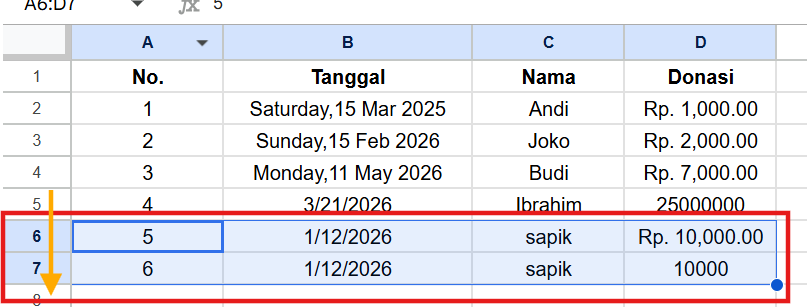 A6:D7 fx 5
A B C D
1 No. Tanggal Nama Donasi
2 1 Saturday,15 Mar 2025 Andi Rp. 1,000.00
3 2 Sunday,15 Feb 2026 Joko Rp. 2,000.00
4 3 Monday,11 May 2026 Budi Rp. 7,000.00
5 4 3/21/2026 Ibrahim 25000000
6 5 1/12/2026 sapik Rp. 10,000.00
7 6 1/12/2026 sapik 10000
8